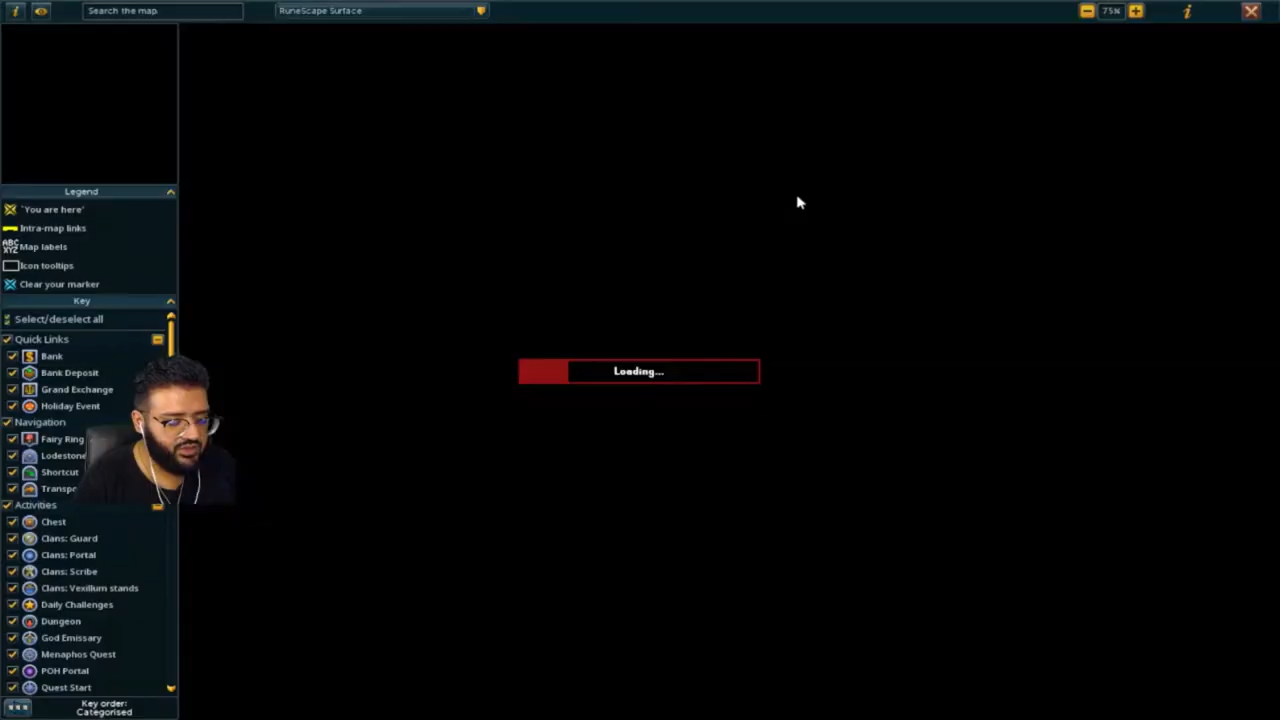 Search the map.
RuneScape Surface
75%
Legend
'You are here'
Intra-map links
ABC
XYZ
Map labels
Icon tooltips
Clear your marker
Key
Select/deselect all
Quick Links
Bank
Bank Deposit
Grand Exchange
Holiday Event
Navigation
Fairy Ring
Lodestone
Shortcut
Transpo
Activities
Chest
Clans: Guard
Clans: Portal
Clans: Scribe
Clans: Vexillum stands
Daily Challenges
Dungeon
God Emissary
Menaphos Quest
POH Portal
Quest Start
Key order:
Categorised
Loading...